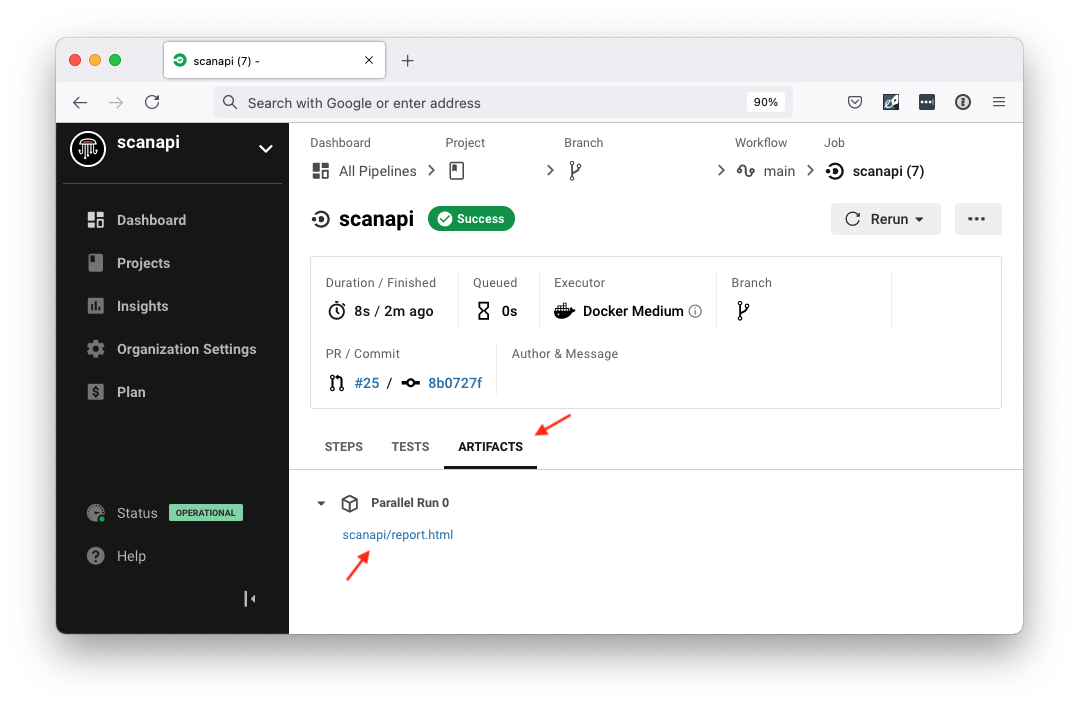 scanapi (7) -
Search with Google or enter address
90%
scanapi
Dashboard
Projects
Insights
Organization Settings
Plan
Status OPERATIONAL
Help
Dashboard Project Branch Workflow Job
All Pipelines main scanapi (7)
scanapi Success Rerun
Duration / Finished Queued Executor Branch
8s / 2m ago 0s Docker Medium
PR / Commit Author & Message
#25 / 8b0727f
STEPS TESTS ARTIFACTS
Parallel Run 0
scanapi/report.html